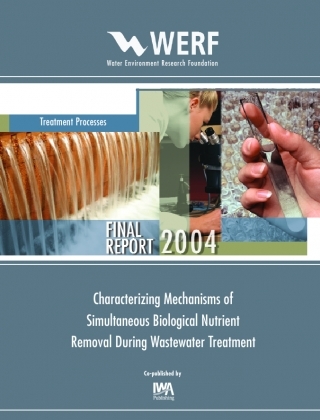 WERF
Water Environment Research Foundation
Treatment Processes
FINAL
REPORT 2004
Characterizing Mechanisms of
Simultaneous Biological Nutrient
Removal During Wastewater Treatment
Co-published by
IWA
Publishing